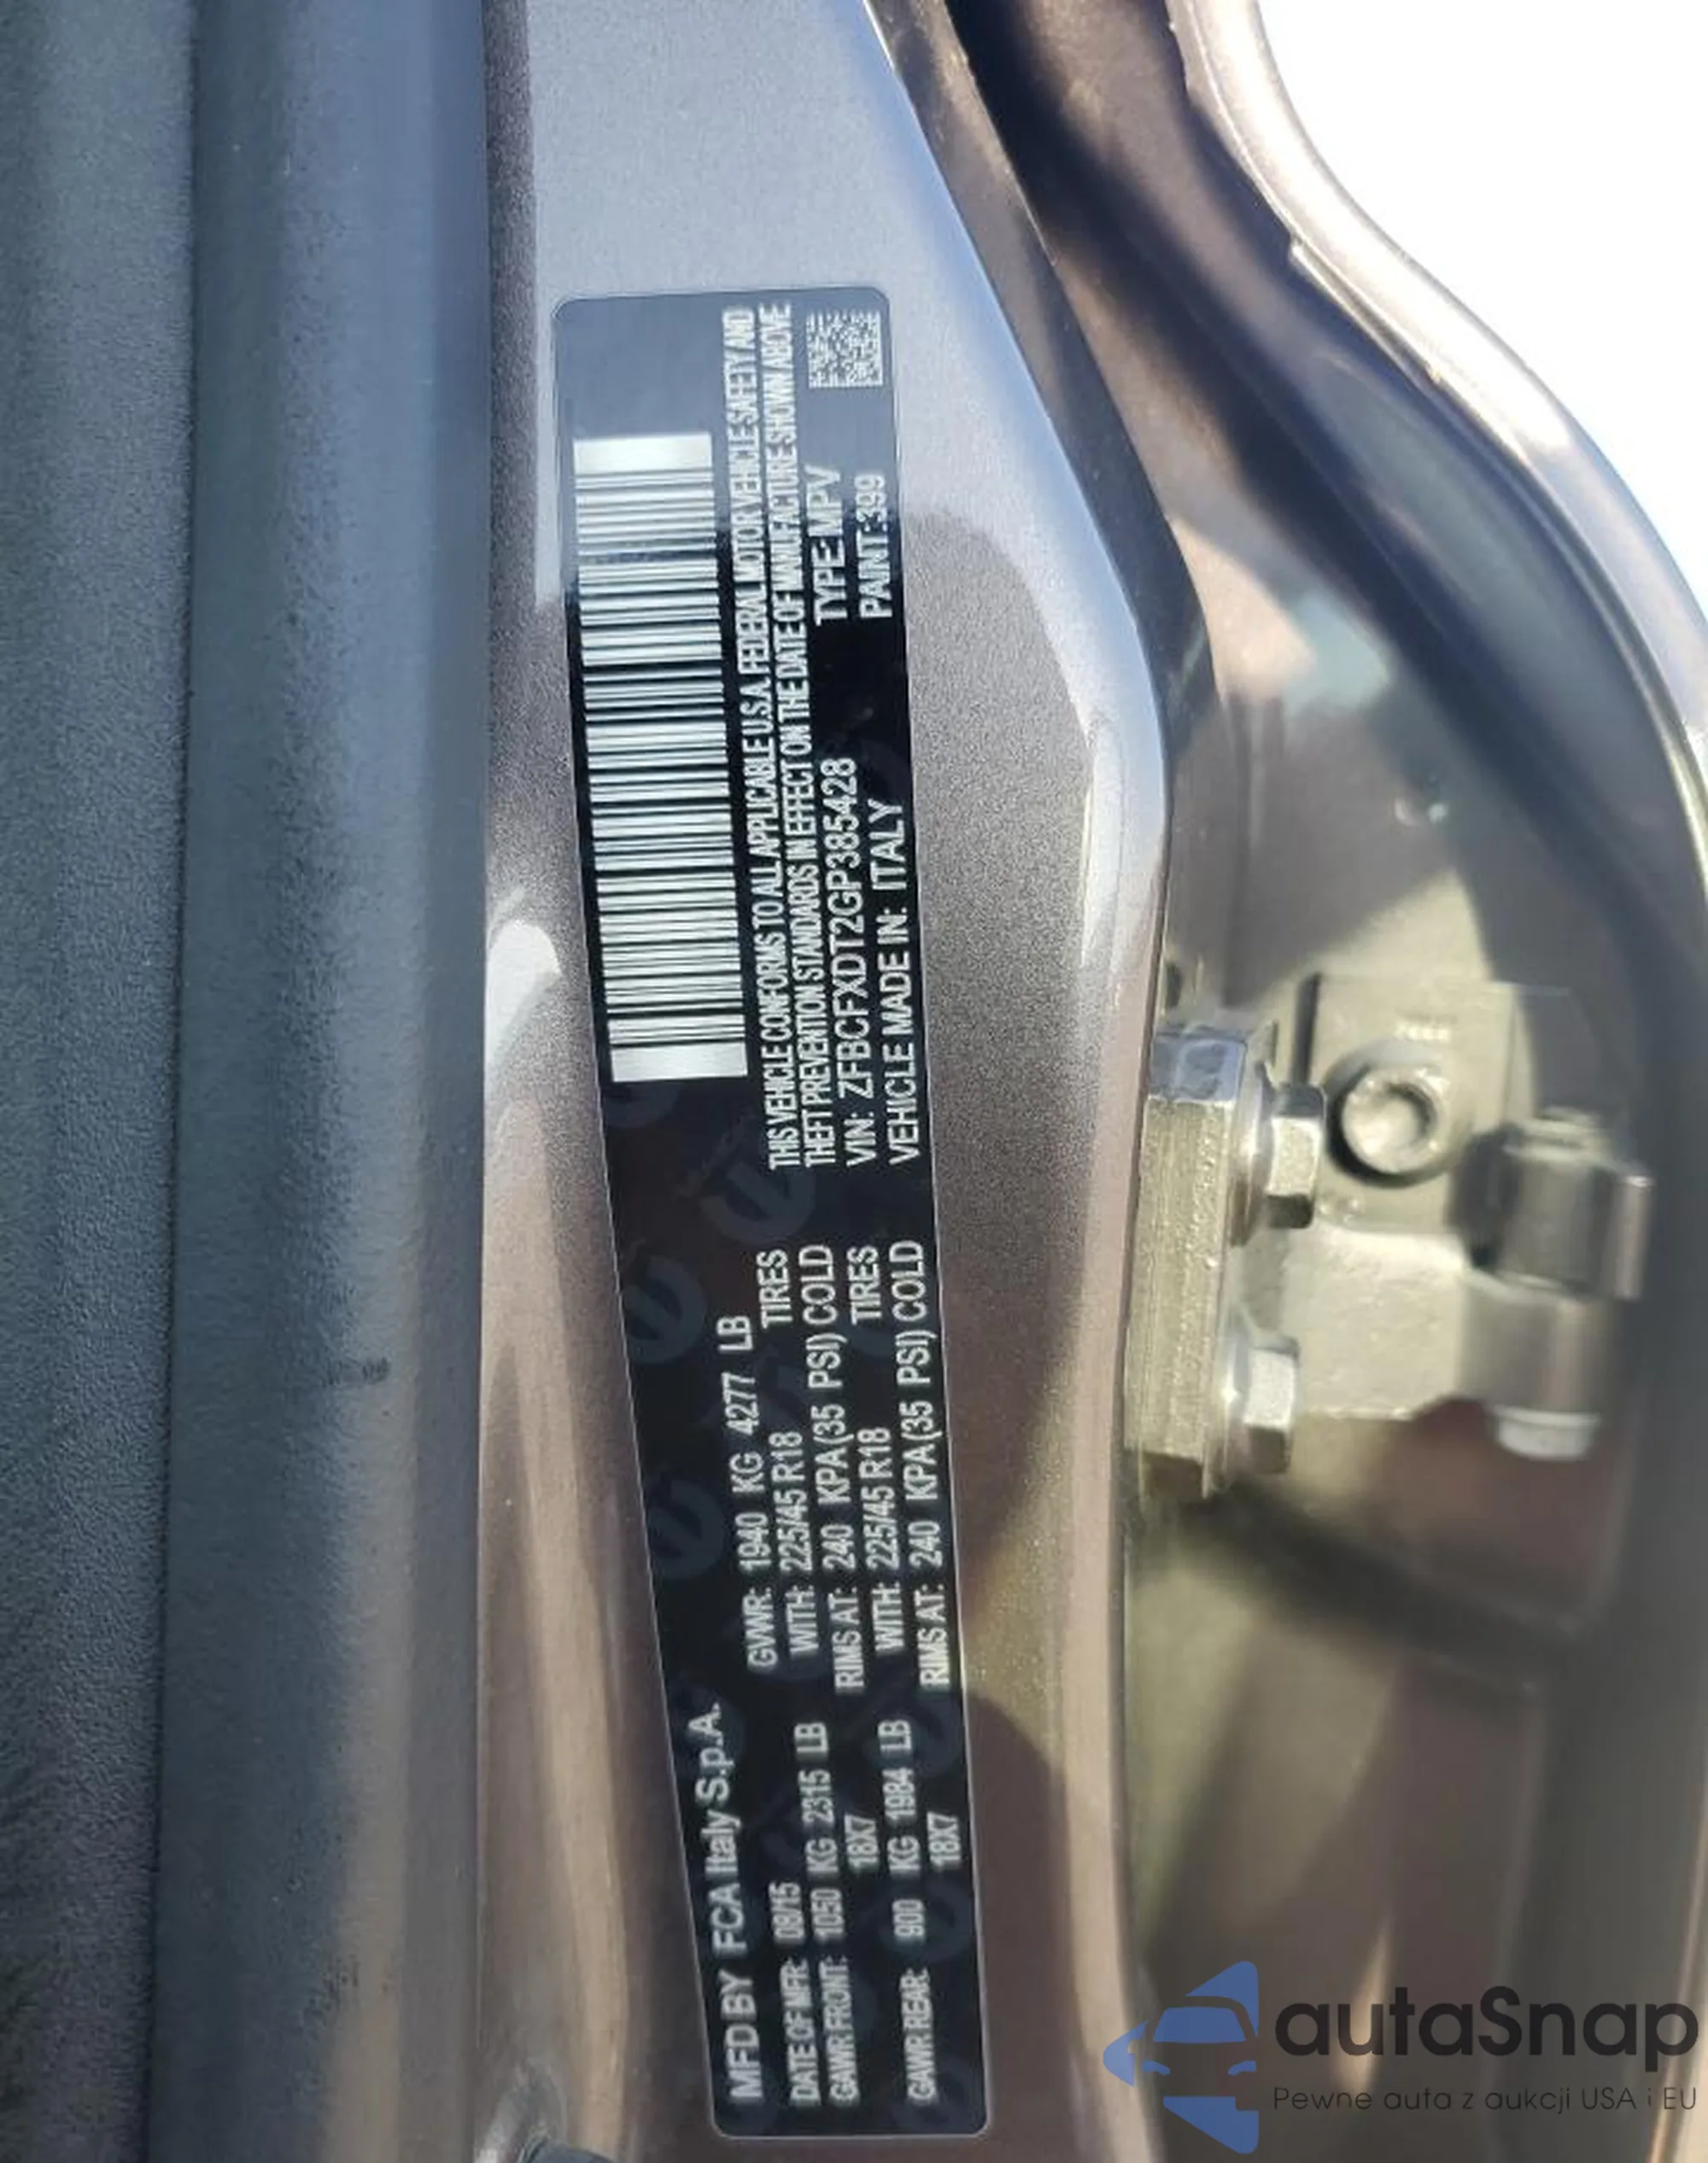 MFD BY FCA Italy S.p.A.
DATE OF MFR: 08/15
GVWR: 1940 KG 4277 LB
GAWR FRONT: 1050 KG 2315 LB
WITH: 225/45 R18 TIRES
18X7
RIMS AT: 240 KPA (35 PSI) COLD
GAWR REAR: 900 KG 1984 LB
WITH: 225/45 R18 TIRES
18X7
RIMS AT: 240 KPA (35 PSI) COLD
THIS VEHICLE CONFORMS TO ALL APPLICABLE U.S.A. FEDERAL MOTOR VEHICLE SAFETY AND
THEFT PREVENTION STANDARDS IN EFFECT ON THE DATE OF MANUFACTURE SHOWN ABOVE
VIN: ZFBCFXDT2GP385428 TYPE: MPV
VEHICLE MADE IN: ITALY PAINT: 399
autaSnap
Pewne auta z aukcji USA i EU